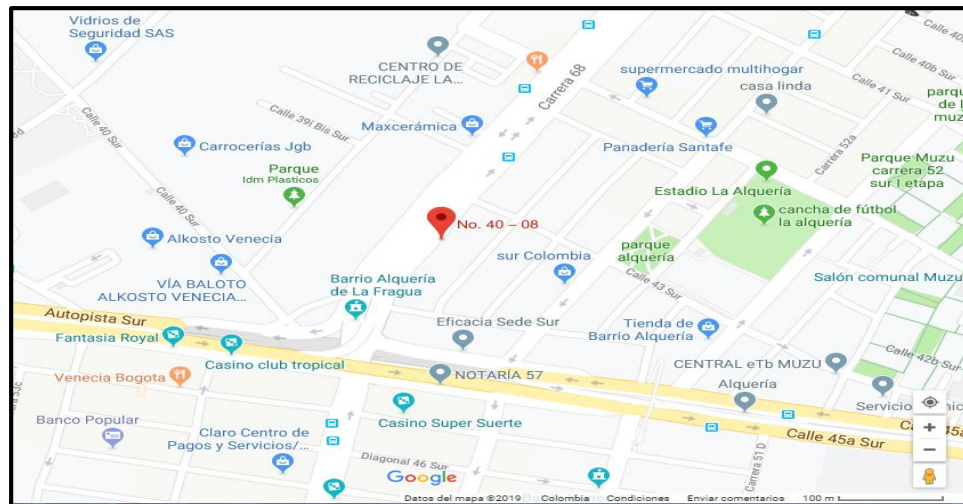 Vidrios de
Seguridad SAS
CENTRO DE
RECICLAJE LA...
Carrera 68
supermercado multihogar
casa linda
Calle 40b Sur
Calle 41 Sur
Calle 39i Bis Sur
Maxcerámica
Calle 40 Sur
Carrocerías Jgb
Panadería Santafe
Carrera 52a
Parque
Idm Plasticos
Parque Muzu
carrera 52
sur I etapa
Estadio La Alquería
cancha de fútbol
la alquería
Calle 40 Sur
No. 40 – 08
Alkosto Venecia
parque
alquería
sur Colombia
VÍA BALOTO
ALKOSTO VENECIA...
Barrio Alquería
de La Fragua
Calle 43 Sur
Salón comunal Muzu
Autopista Sur
Eficacia Sede Sur
Tienda de
Barrio Alquería
Fantasia Royal
Casino club tropical
CENTRAL eTb MUZU
Calle 42b Sur
Venecia Bogota
NOTARÍA 57
Alquería
Banco Popular
Casino Super Suerte
Claro Centro de
Pagos y Servicios/...
Calle 45a Sur
Carrera 51 D
Diagonal 46 Sur
Google
Datos del mapa ©2019
Colombia
Condiciones
Enviar comentarios
100 m